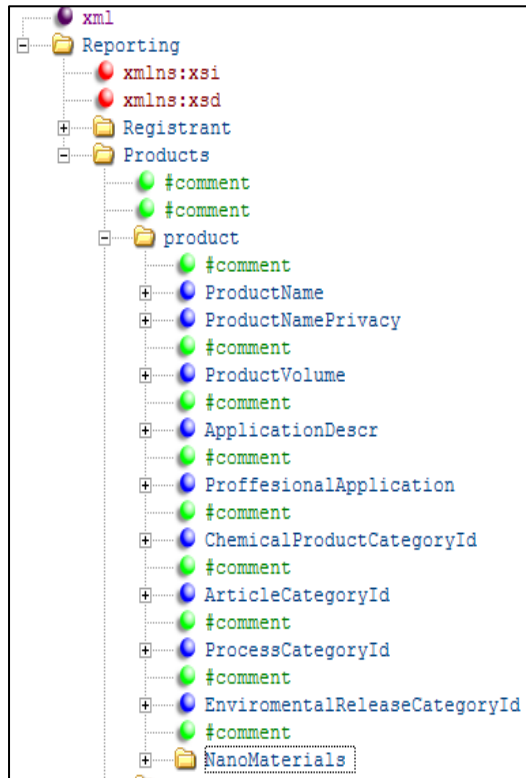 xml
Reporting
xmlns:xsi
xmlns:xsd
Registrant
Products
#comment
#comment
product
#comment
ProductName
ProductNamePrivacy
#comment
ProductVolume
#comment
ApplicationDescr
#comment
ProffesionalApplication
#comment
ChemicalProductCategoryId
#comment
ArticleCategoryId
#comment
ProcessCategoryId
#comment
EnviromentalReleaseCategoryId
#comment
NanoMaterials